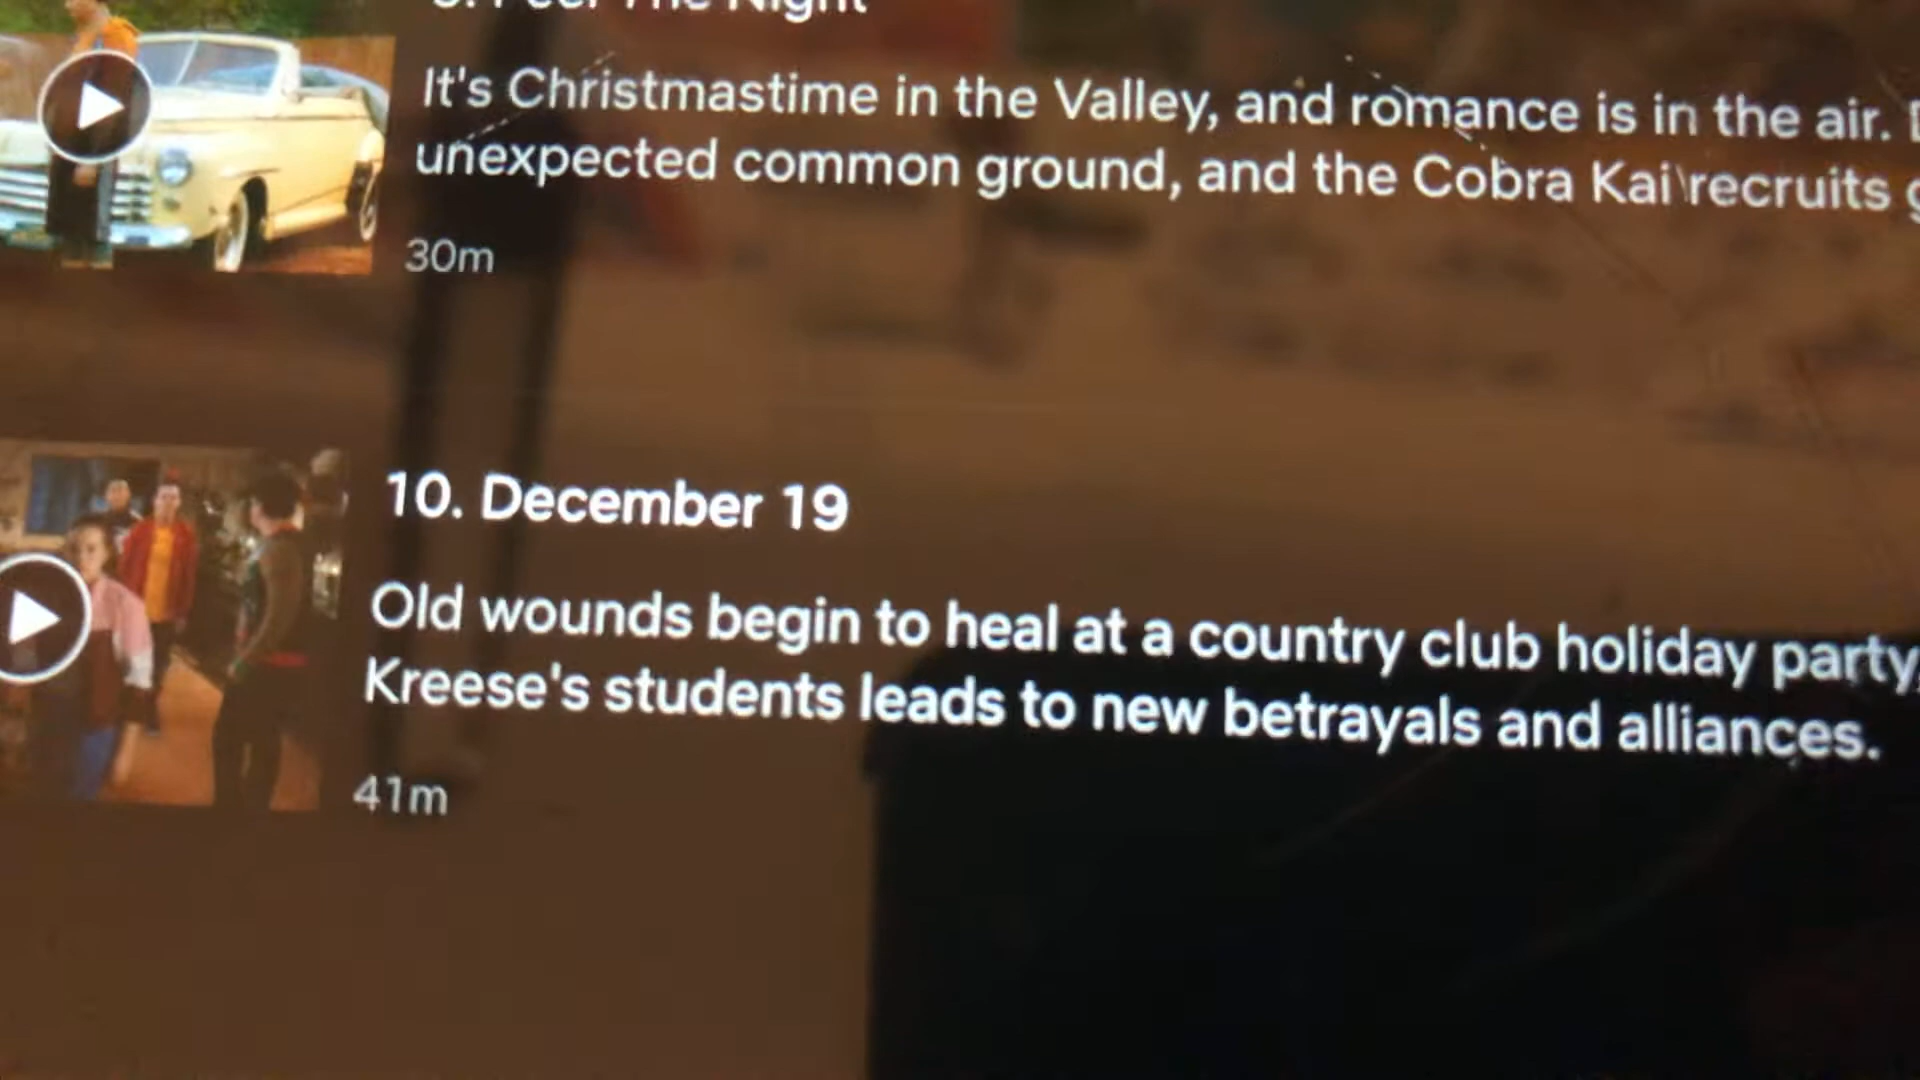 The Night
It's Christmastime in the Valley, and romance is in the air.
unexpected common ground, and the Cobra Kai recruits
30m
10. December 19
Old wounds begin to heal at a country club holiday party,
Kreese's students leads to new betrayals and alliances.
41m